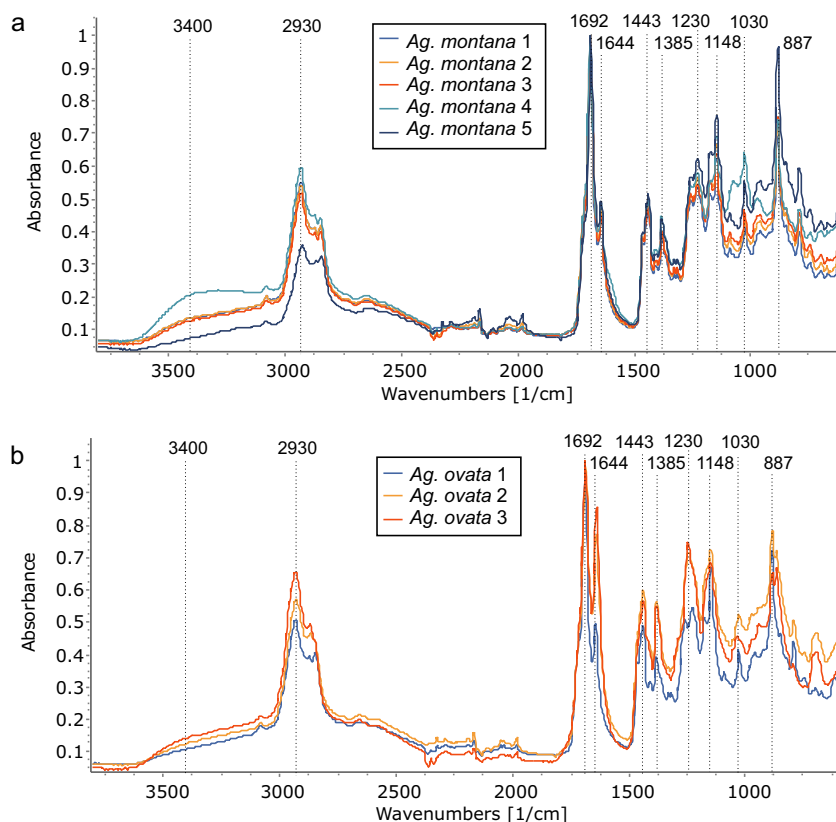 a
3400 2930 1692 1443 1230 1030
1644 1385 1148 887
Ag. montana 1
Ag. montana 2
Ag. montana 3
Ag. montana 4
Ag. montana 5
Absorbance
1
0.9
0.8
0.7
0.6
0.5
0.4
0.3
0.2
0.1
3500 3000 2500 2000 1500 1000
Wavenumbers [1/cm]
b
3400 2930 1692 1443 1230 1030
1644 1385 1148 887
Ag. ovata 1
Ag. ovata 2
Ag. ovata 3
Absorbance
1
0.9
0.8
0.7
0.6
0.5
0.4
0.3
0.2
0.1
3500 3000 2500 2000 1500 1000
Wavenumbers [1/cm]